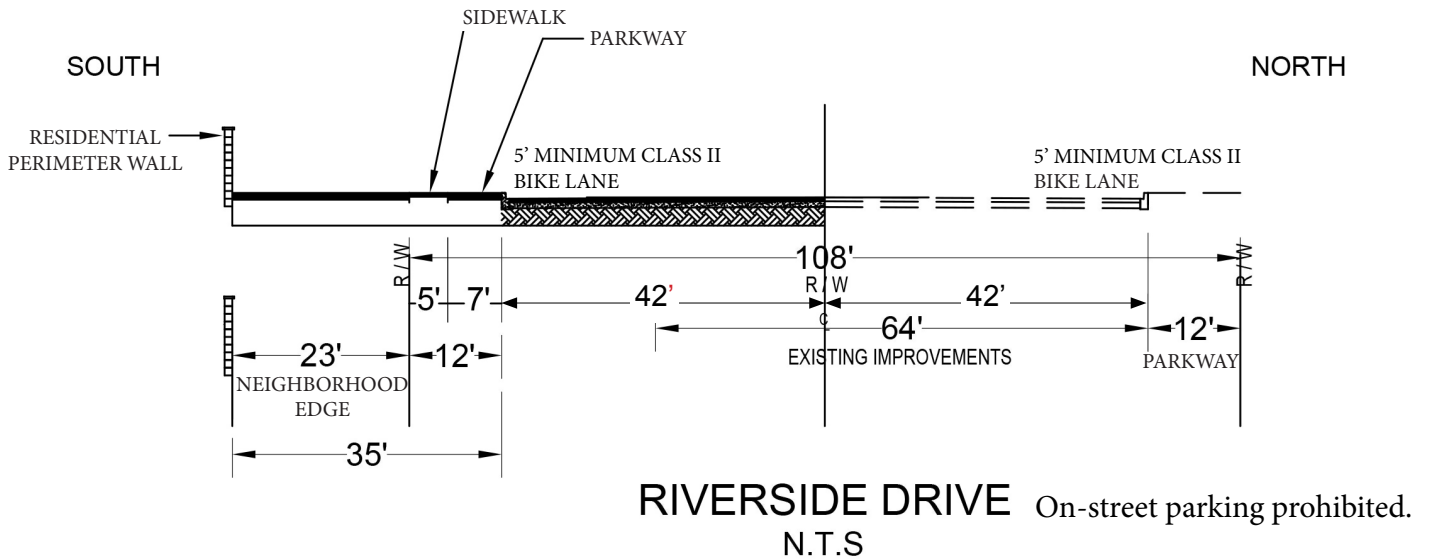 SIDEWALK
PARKWAY
SOUTH
NORTH
RESIDENTIAL
PERIMETER WALL
5’ MINIMUM CLASS II
BIKE LANE
5’ MINIMUM CLASS II
BIKE LANE
R / W
108'
R / W
R / W
5'
7'
42’
42'
C L
64'
EXISTING IMPROVEMENTS
12'
PARKWAY
23'
12'
NEIGHBORHOOD
EDGE
35'
RIVERSIDE DRIVE
On-street parking prohibited.
N.T.S